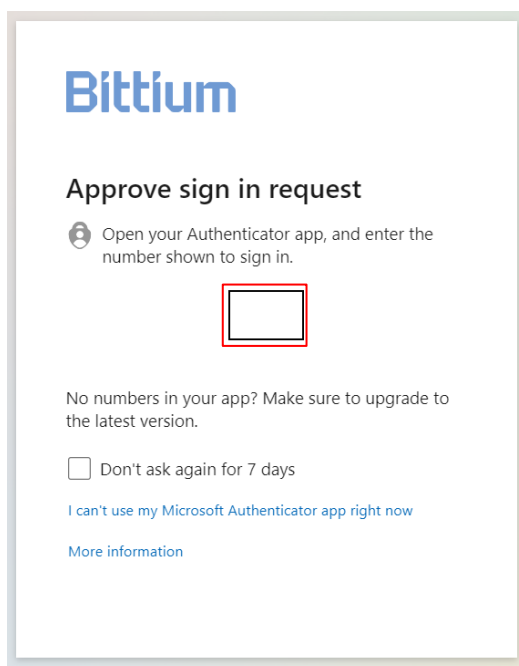 Bittium
Approve sign in request
Open your Authenticator app, and enter the
number shown to sign in.
No numbers in your app? Make sure to upgrade to
the latest version.
Don't ask again for 7 days
I can't use my Microsoft Authenticator app right now
More information